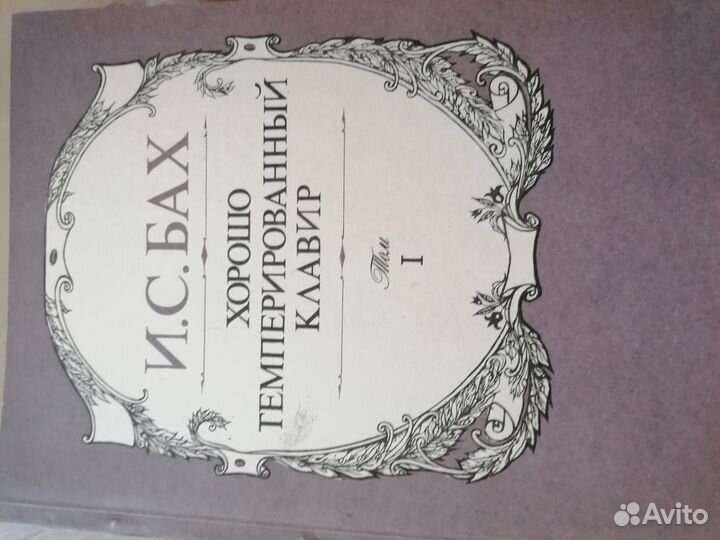 И.С.БАХ
ХОРОШО
ТЕМПЕРИРОВАННЫЙ
КЛАВИР
Том
I
Avito